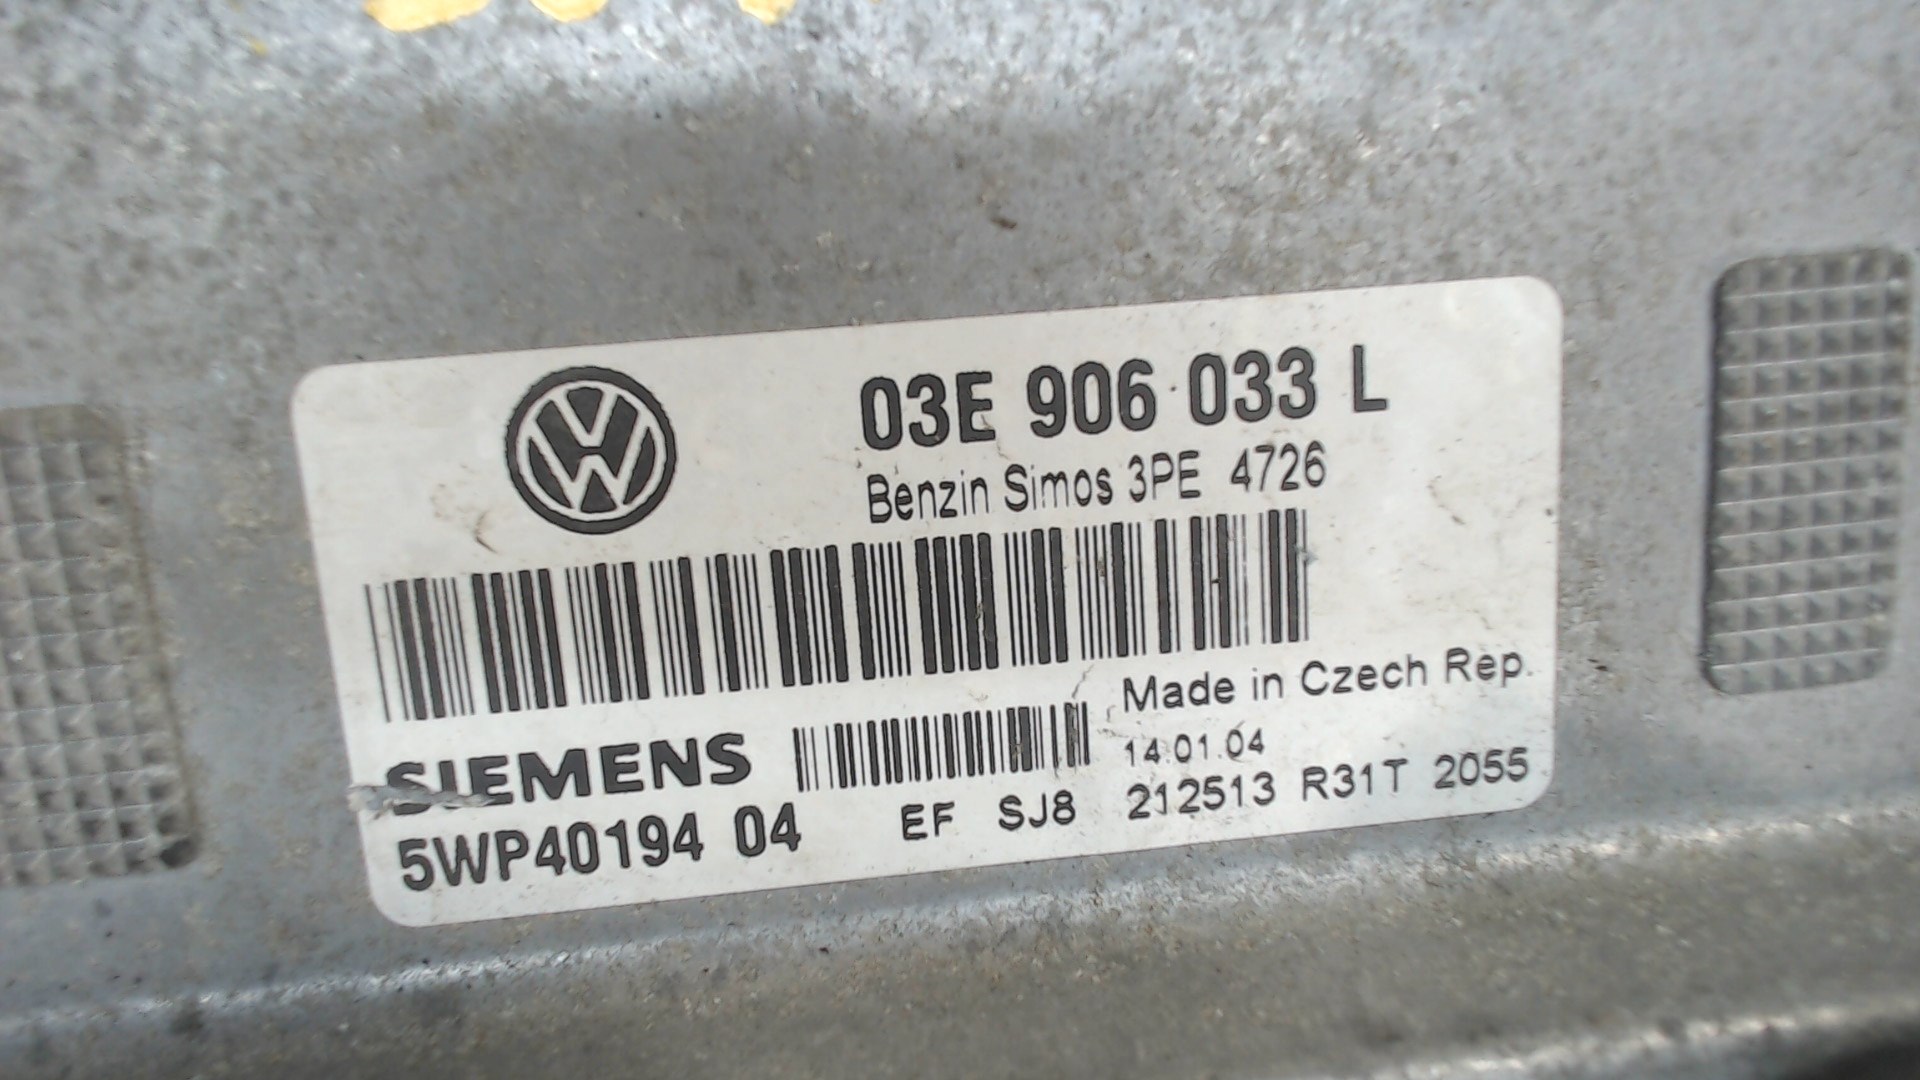 03E 906 033 L
Benzin Simos 3PE 4726
Made in Czech Rep.
SIEMENS
14.01.04
5WP40194 04 EF SJ8 212513 R31T 2055